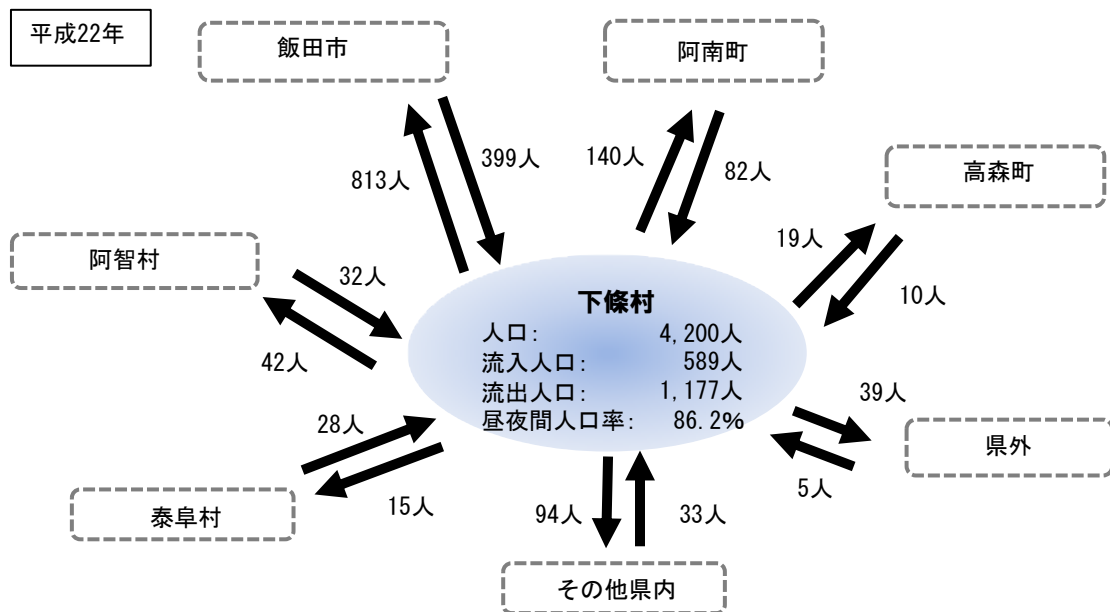 平成22年
飯田市
阿南町
高森町
阿智村
813人
399人
140人
82人
19人
10人
32人
42人
下條村
人口: 4,200人
流入人口: 589人
流出人口: 1,177人
昼夜間人口率: 86.2%
39人
5人
県外
28人
15人
泰阜村
94人
33人
その他県内